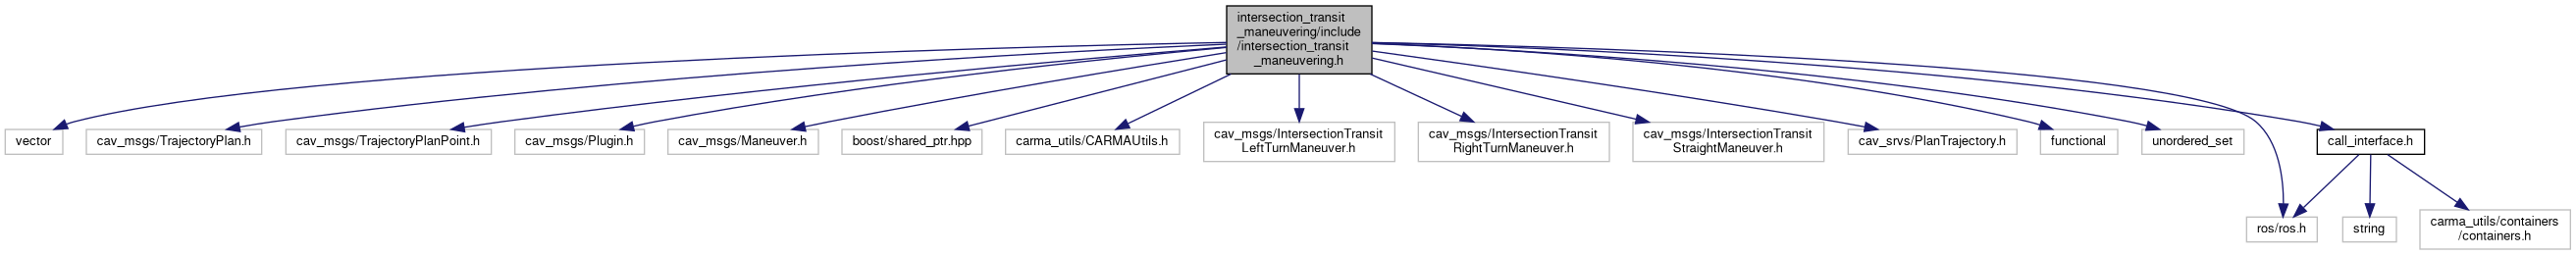 intersection_transit
_maneuvering/include
/intersection_transit
_maneuvering.h
vector
cav_msgs/TrajectoryPlan.h
cav_msgs/TrajectoryPlanPoint.h
cav_msgs/Plugin.h
cav_msgs/Maneuver.h
boost/shared_ptr.hpp
carma_utils/CARMAUtils.h
cav_msgs/IntersectionTransit
LeftTurnManeuver.h
cav_msgs/IntersectionTransit
RightTurnManeuver.h
cav_msgs/IntersectionTransit
StraightManeuver.h
cav_srvs/PlanTrajectory.h
functional
unordered_set
call_interface.h
ros/ros.h
string
carma_utils/containers
/containers.h